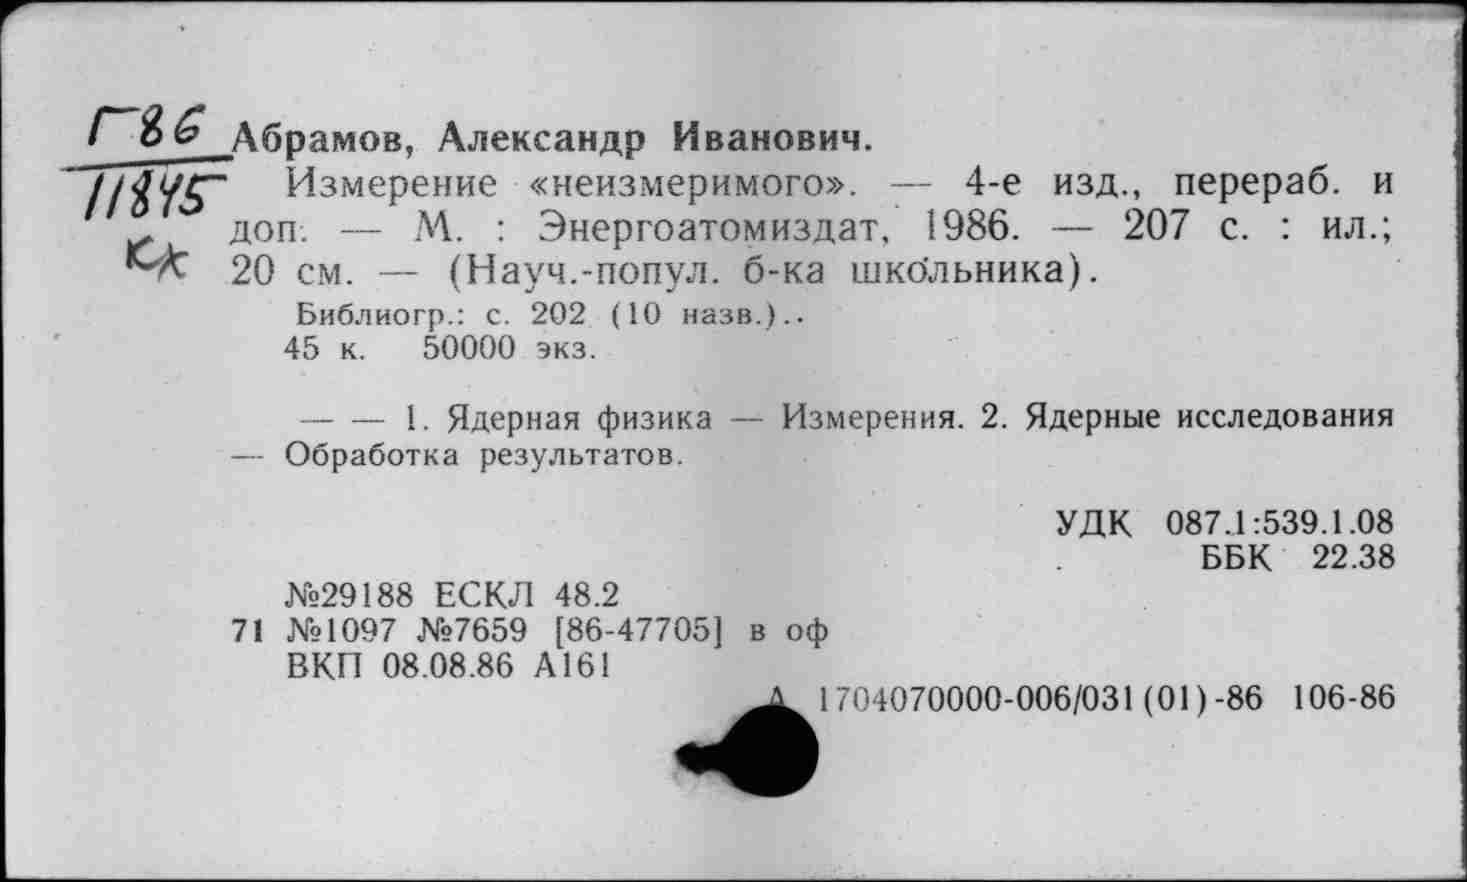 Г86 Абрамов, Александр Иванович.
11845 Измерение «неизмеримого». — 4-е изд., перераб. и
доп. — М. : Энергоатомиздат, 1986. — 207 с. : ил.;
20 см. — (Науч.-попул. б-ка школьника).
Библиогр.: с. 202 (10 назв.)..
45 к. 50000 экз.
— — 1. Ядерная физика — Измерения. 2. Ядерные исследования
— Обработка результатов.
УДК 087.1:539.1.08
ББК 22.38
№29188 ЕСКЛ 48.2
71 №1097 №7659 [86-47705] в оф
ВКП 08.08.86 А161
А 1704070000-006/031(01)-86 106-86